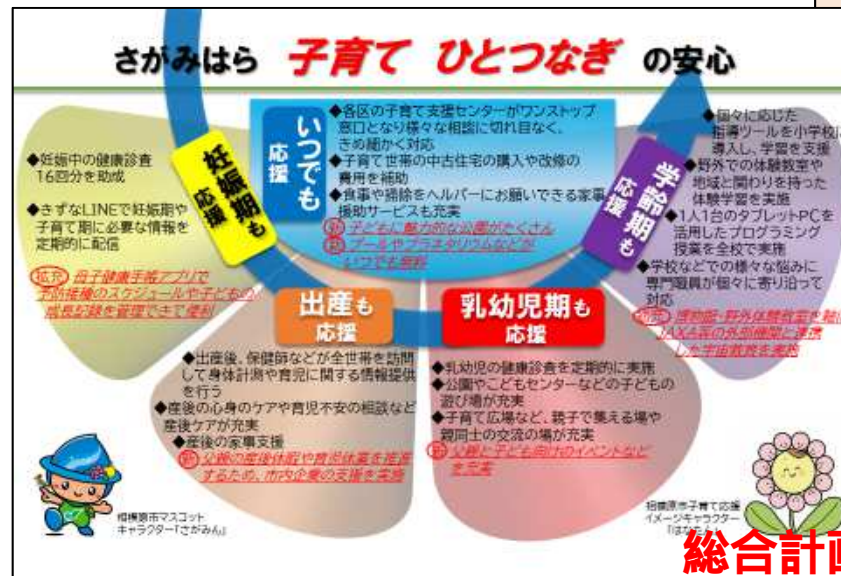 さがみはら 子育て ひとつなぎ の安心
妊娠期も
応援
◆妊娠中の健康診査
16回分を助成
◆きずなLINEで妊娠期や
子育て期に必要な情報を
定期的に配信
拡充 母子健康手帳アプリで
予防接種のスケジュールや子どもの
成長記録を管理できて便利
いつでも
応援
◆各区の子育て支援センターがワンストップ
窓口となり様々な相談に切れ目なく、
きめ細かく対応
◆子育て世帯の中古住宅の購入や改修の
費用を補助
◆食事や掃除をヘルパーにお願いできる家事
援助サービスも充実
新 子どもに魅力的な公園がたくさん
新 プールやプラネタリウムなどが
いつでも無料
学齢期も
応援
◆個々に応じた
指導ツールを小学校に
導入し、学習を支援
◆野外での体験教室や
地域と関わりを持った
体験学習を実施
◆1人1台のタブレットPCを
活用したプログラミング
授業を全校で実施
◆学校などでの様々な悩みに
専門職員が個々に寄り沿って
対応
拡充 博物館・野外体験教室を軸に
JAXA等の外部機関と連携
した宇宙教育を実施
出産も
応援
◆出産後、保健師などが全世帯を訪問
して身体計測や育児に関する情報提供
を行う
◆産後の心身のケアや育児不安の相談など
産後ケアが充実
◆産後の家事支援
新 父親の産後休暇や育児休業を推進
するため、市内企業の支援を実施
乳幼児期も
応援
◆乳幼児の健康診査を定期的に実施
◆公園やこどもセンターなどの子どもの
遊び場が充実
◆子育て広場など、親子で集える場や
親同士の交流の場が充実
新 父親と子ども向けのイベントなど
を充実
相模原市マスコット
キャラクター「さがみん」
相模原市子育て応援
イメージキャラクター
「はなたん」
総合計画